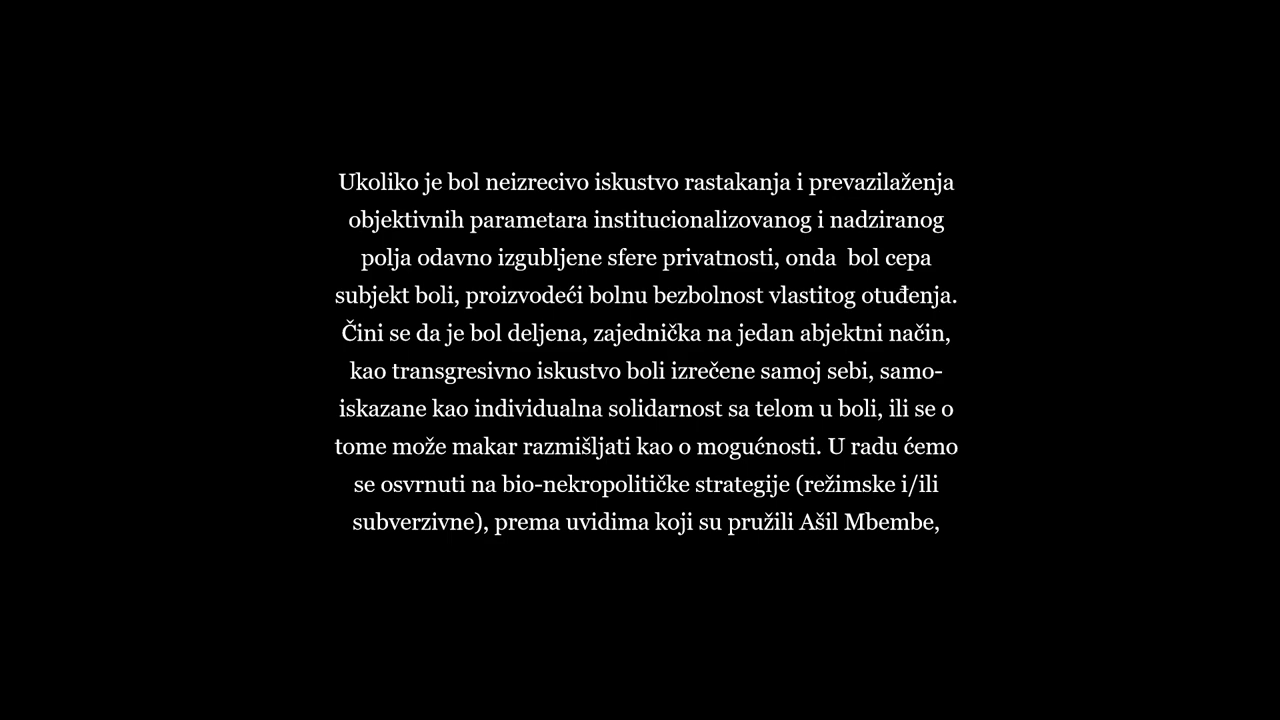 Ukoliko je bol neizrecivo iskustvo rastakanja i prevazilaženja
objektivnih parametara institucionalizovanog i nadziranog
polja odavno izgubljene sfere privatnosti, onda  bol cepa
subjekt boli, proizvodeći bolnu bezbolnost vlastitog otuđenja.
Čini se da je bol deljena, zajednička na jedan abjektni način,
kao transgresivno iskustvo boli izrečene samoj sebi, samo-
iskazane kao individualna solidarnost sa telom u boli, ili se o
tome može makar razmišljati kao o mogućnosti. U radu ćemo
se osvrnuti na bio-nekropolitičke strategije (režimske i/ili
subverzivne), prema uvidima koji su pružili Ašil Mbembe,